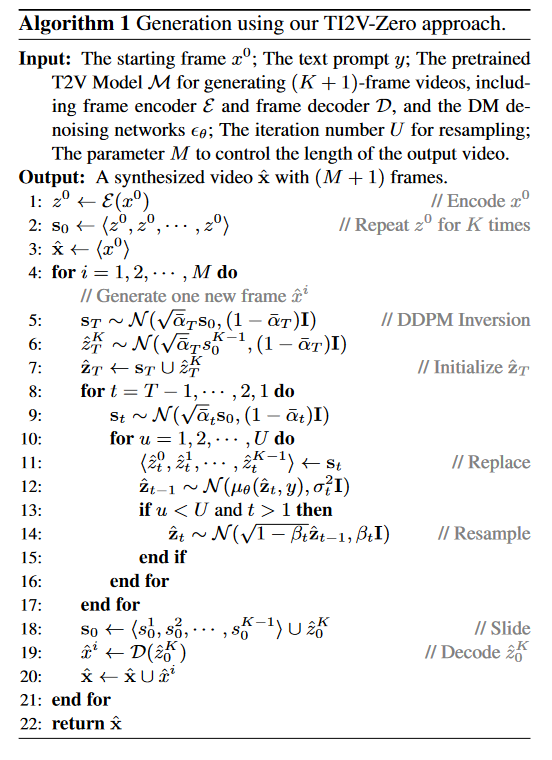 Algorithm 1 Generation using our TI2V-Zero approach.
Input: The starting frame $x^0$; The text prompt $y$; The pretrained
T2V Model $\mathcal{M}$ for generating $(K+1)$-frame videos, includ-
ing frame encoder $\mathcal{E}$ and frame decoder $\mathcal{D}$, and the DM de-
noising networks $\epsilon_\theta$; The iteration number $U$ for resampling;
The parameter $M$ to control the length of the output video.
Output: A synthesized video $\hat{\mathbf{x}}$ with $(M+1)$ frames.
1: $z^0 \leftarrow \mathcal{E}(x^0)$ // Encode $x^0$
2: $\mathbf{s}_0 \leftarrow \langle z^0, z^0, \cdots, z^0 \rangle$ // Repeat $z^0$ for $K$ times
3: $\hat{\mathbf{x}} \leftarrow \langle x^0 \rangle$
4: for $i = 1, 2, \cdots, M$ do
// Generate one new frame $\hat{x}^i$
5: $\mathbf{s}_T \sim \mathcal{N}(\sqrt{\bar{\alpha}_T}\mathbf{s}_0, (1-\bar{\alpha}_T)\mathbf{I})$ // DDPM Inversion
6: $\hat{z}_T^K \sim \mathcal{N}(\sqrt{\bar{\alpha}_T}s_0^{K-1}, (1-\bar{\alpha}_T)\mathbf{I})$
7: $\hat{\mathbf{z}}_T \leftarrow \mathbf{s}_T \cup \hat{z}_T^K$ // Initialize $\hat{\mathbf{z}}_T$
8: for $t = T-1, \cdots, 2, 1$ do
9: $\mathbf{s}_t \sim \mathcal{N}(\sqrt{\bar{\alpha}_t}\mathbf{s}_0, (1-\bar{\alpha}_t)\mathbf{I})$
10: for $u = 1, 2, \cdots, U$ do
11: $\langle \hat{z}_t^0, \hat{z}_t^1, \cdots, \hat{z}_t^{K-1} \rangle \leftarrow \mathbf{s}_t$ // Replace
12: $\hat{\mathbf{z}}_{t-1} \sim \mathcal{N}(\mu_\theta(\hat{\mathbf{z}}_t, y), \sigma_t^2\mathbf{I})$
13: if $u < U$ and $t > 1$ then
14: $\hat{\mathbf{z}}_t \sim \mathcal{N}(\sqrt{1-\beta_t}\hat{\mathbf{z}}_{t-1}, \beta_t\mathbf{I})$ // Resample
15: end if
16: end for
17: end for
18: $\mathbf{s}_0 \leftarrow \langle s_0^1, s_0^2, \cdots, s_0^{K-1} \rangle \cup \hat{z}_0^K$ // Slide
19: $\hat{x}^i \leftarrow \mathcal{D}(\hat{z}_0^K)$ // Decode $\hat{z}_0^K$
20: $\hat{\mathbf{x}} \leftarrow \hat{\mathbf{x}} \cup \hat{x}^i$
21: end for
22: return $\hat{\mathbf{x}}$